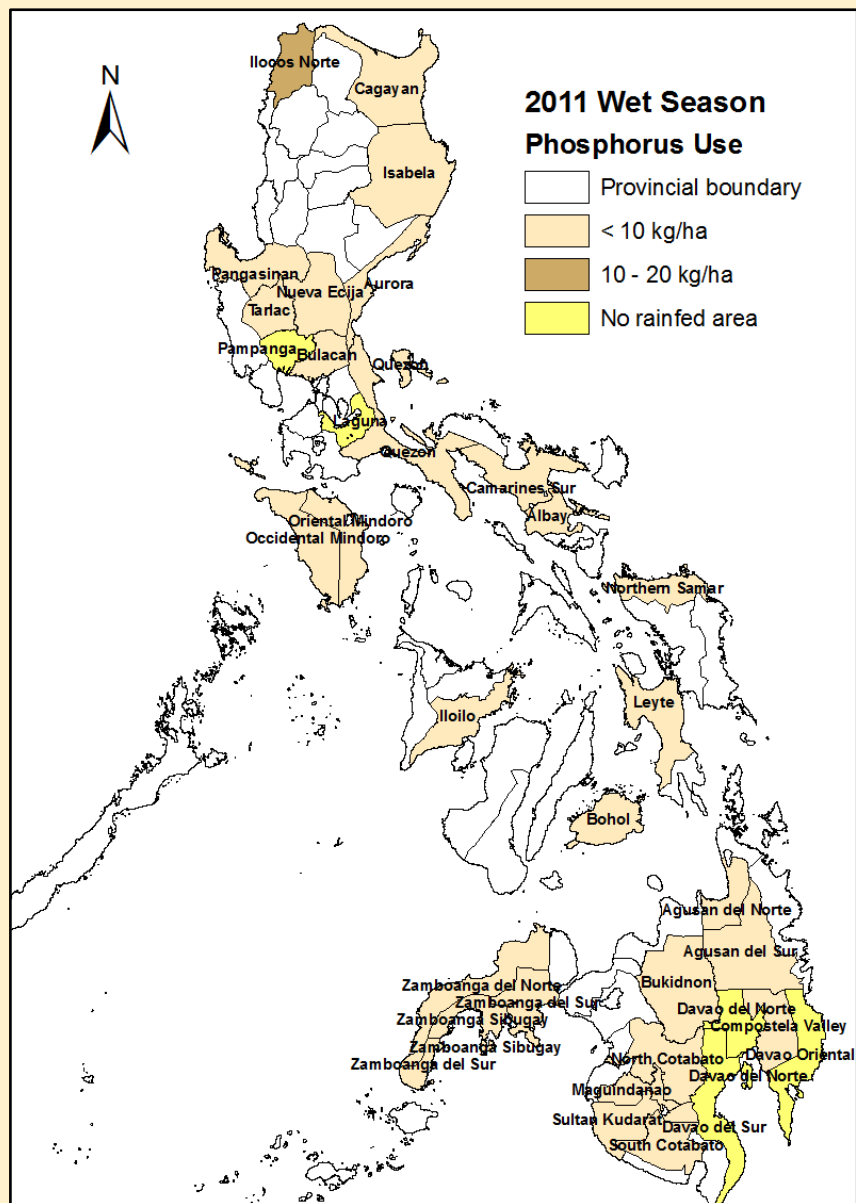 Ilocos Norte
N
Cagayan
2011 Wet Season
Phosphorus Use
Isabela
Provincial boundary
< 10 kg/ha
10 - 20 kg/ha
No rainfed area
Pangasinan
Aurora
Nueva Ecija
Tarlac
Pampanga
Bulacan
Quezon
Laguna
Quezon
Camarines Sur
Albay
Oriental Mindoro
Occidental Mindoro
Northern Samar
Leyte
Iloilo
Bohol
Agusan del Norte
Agusan del Sur
Bukidnon
Zamboanga del Norte
Zamboanga del Sur
Zamboanga Sibugay
Zamboanga Sibugay
Zamboanga del Sur
Davao del Norte
Compostela Valley
North Cotabato
Davao Oriental
Davao del Norte
Maguindanao
Sultan Kudarat
Davao del Sur
South Cotabato